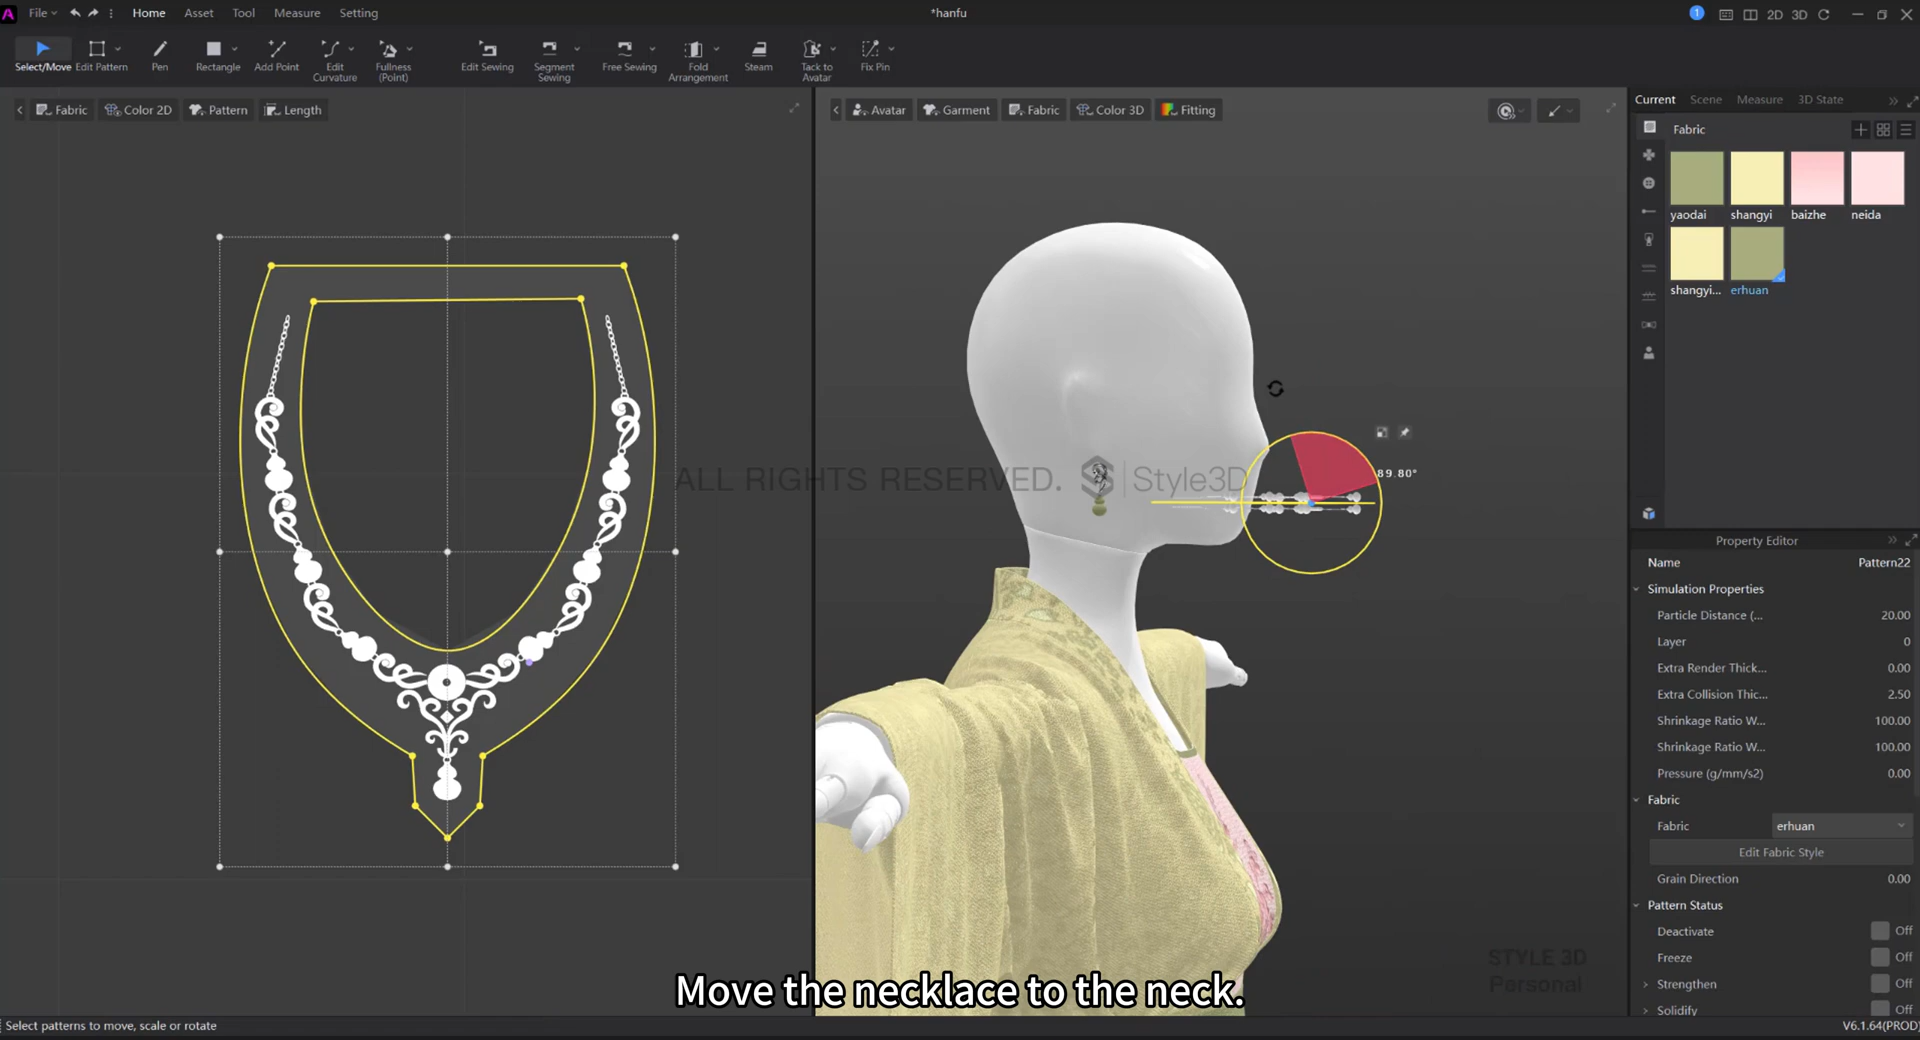 File
Home
Asset
Tool
Measure
Setting
*hanfu
1
2D
3D
Select/Move
Edit Pattern
Pen
Rectangle
Add Point
Edit
Curvature
Fullness
(Point)
Edit Sewing
Segment
Sewing
Free Sewing
Fold
Arrangement
Steam
Tack to
Avatar
Fix Pin
Fabric
Color 2D
Pattern
Length
Avatar
Garment
Fabric
Color 3D
Fitting
Current
Scene
Measure
3D State
Fabric
yaodai
shangyi
baizhe
neida
shangyi...
erhuan
ALL RIGHTS RESERVED.
Style3D
89.80°
Property Editor
Name Pattern22
Simulation Properties
Particle Distance (... 20.00
Layer 0
Extra Render Thick... 0.00
Extra Collision Thic... 2.50
Shrinkage Ratio W... 100.00
Shrinkage Ratio W... 100.00
Pressure (g/mm/s2) 0.00
Fabric
Fabric erhuan
Edit Fabric Style
Grain Direction 0.00
Pattern Status
Deactivate Off
Freeze Off
Strengthen Off
Solidify Off
STYLE 3D
Personal
Move the necklace to the neck.
Select patterns to move, scale or rotate
V6.1.64(PROD)